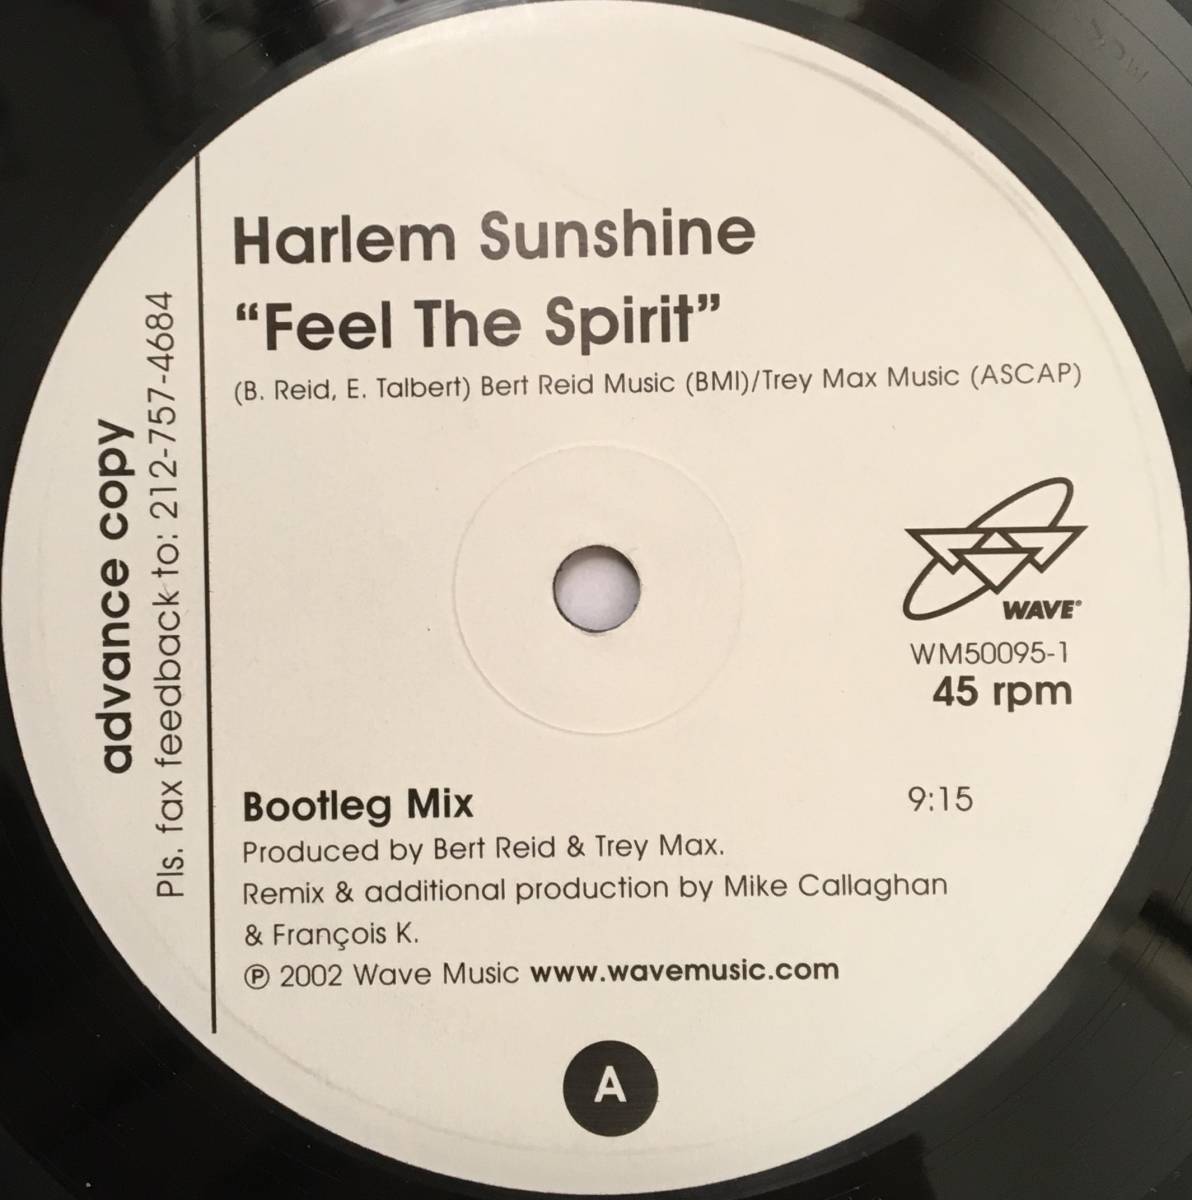 Harlem Sunshine
“Feel The Spirit”
(B. Reid, E. Talbert) Bert Reid Music (BMI)/Trey Max Music (ASCAP)
advance copy
Pls. fax feedback to: 212-757-4684
WAVE®
WM50095-1
45 rpm
Bootleg Mix 9:15
Produced by Bert Reid & Trey Max.
Remix & additional production by Mike Callaghan
& François K.
℗ 2002 Wave Music www.wavemusic.com
A